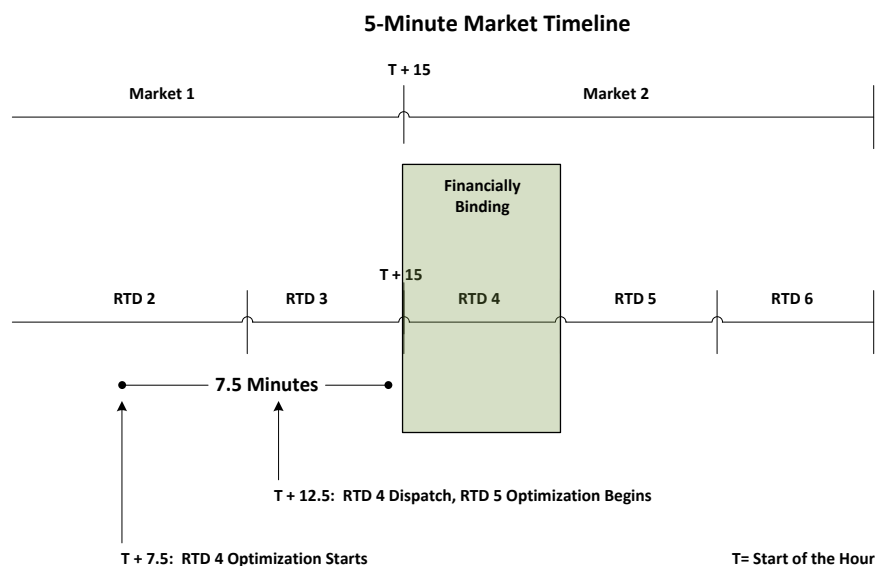 5-Minute Market Timeline
T + 15
Market 1
Market 2
Financially
Binding
T + 15
RTD 2
RTD 3
RTD 4
RTD 5
RTD 6
7.5 Minutes
T + 12.5: RTD 4 Dispatch, RTD 5 Optimization Begins
T + 7.5: RTD 4 Optimization Starts
T= Start of the Hour